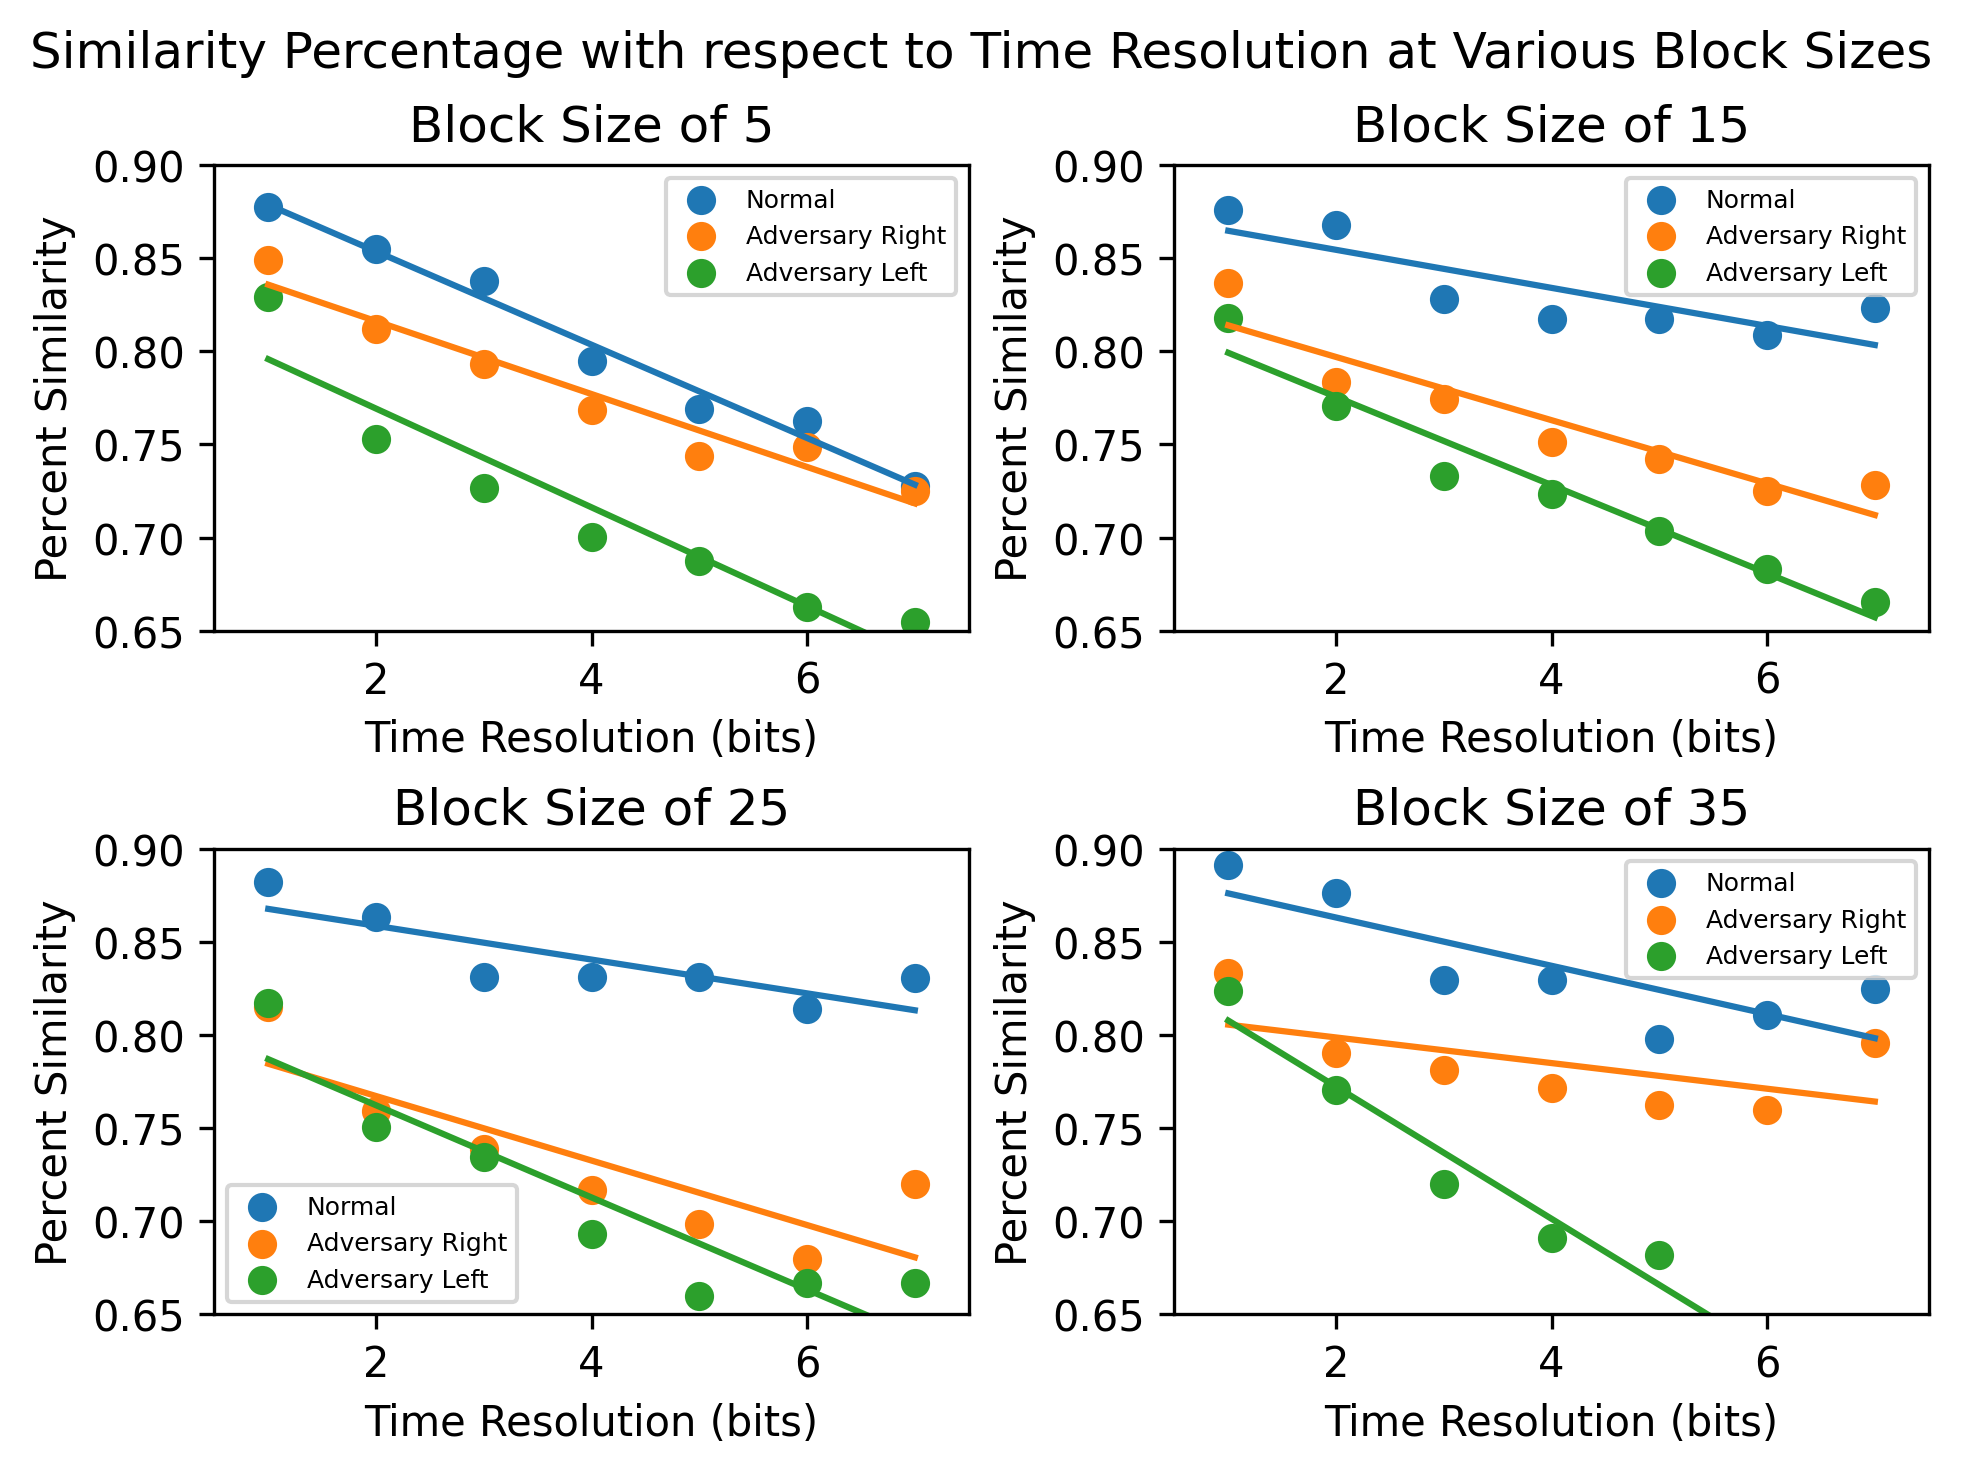 Similarity Percentage with respect to Time Resolution at Various Block Sizes
Block Size of 5
0.90
0.85
0.80
0.75
0.70
0.65
Percent Similarity
Normal
Adversary Right
Adversary Left
2 4 6
Time Resolution (bits)
Block Size of 15
0.90
0.85
0.80
0.75
0.70
0.65
Percent Similarity
Normal
Adversary Right
Adversary Left
2 4 6
Time Resolution (bits)
Block Size of 25
0.90
0.85
0.80
0.75
0.70
0.65
Percent Similarity
Normal
Adversary Right
Adversary Left
2 4 6
Time Resolution (bits)
Block Size of 35
0.90
0.85
0.80
0.75
0.70
0.65
Percent Similarity
Normal
Adversary Right
Adversary Left
2 4 6
Time Resolution (bits)